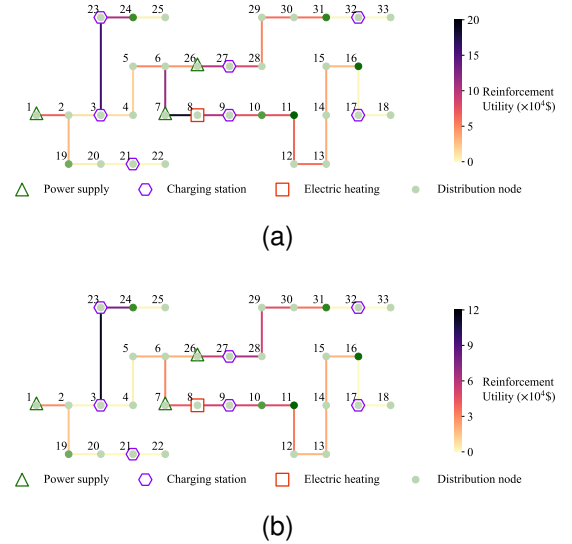 23 24 25 29 30 31 32 33
20
15
10
5
0
Reinforcement
Utility (×10⁴$)
5 6 26 27 28 15 16
1 2 3 4 7 8 9 10 11 14 17 18
19 20 21 22 12 13
Power supply Charging station Electric heating Distribution node
(a)
23 24 25 29 30 31 32 33
12
9
6
3
0
Reinforcement
Utility (×10⁴$)
5 6 26 27 28 15 16
1 2 3 4 7 8 9 10 11 14 17 18
19 20 21 22 12 13
Power supply Charging station Electric heating Distribution node
(b)